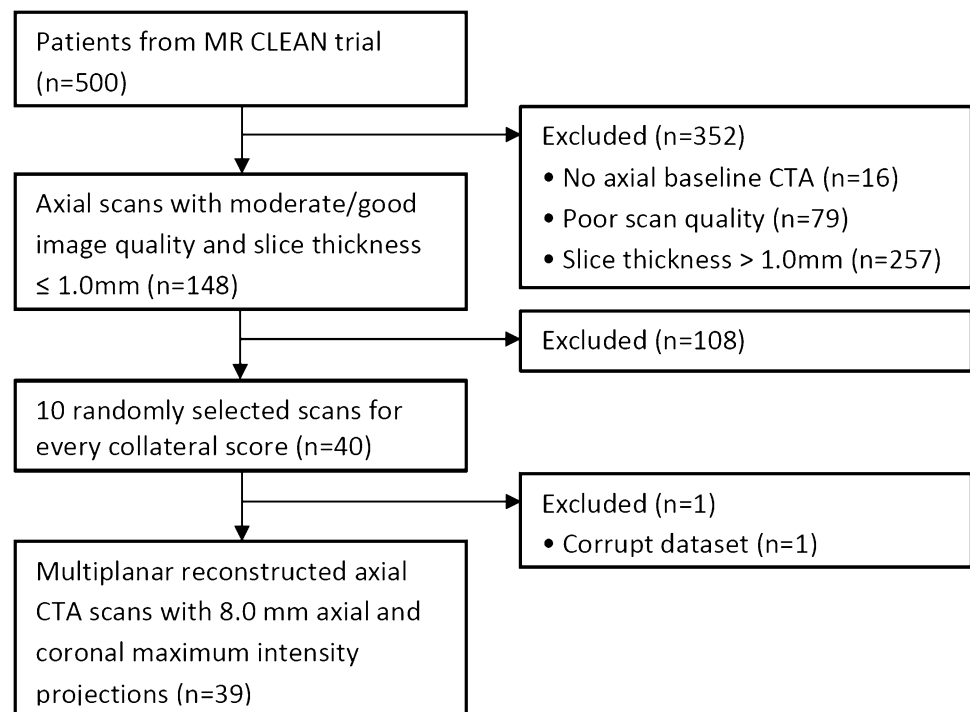 Patients from MR CLEAN trial
(n=500)
Excluded (n=352)
• No axial baseline CTA (n=16)
• Poor scan quality (n=79)
• Slice thickness > 1.0mm (n=257)
Axial scans with moderate/good
image quality and slice thickness
≤ 1.0mm (n=148)
Excluded (n=108)
10 randomly selected scans for
every collateral score (n=40)
Excluded (n=1)
• Corrupt dataset (n=1)
Multiplanar reconstructed axial
CTA scans with 8.0 mm axial and
coronal maximum intensity
projections (n=39)